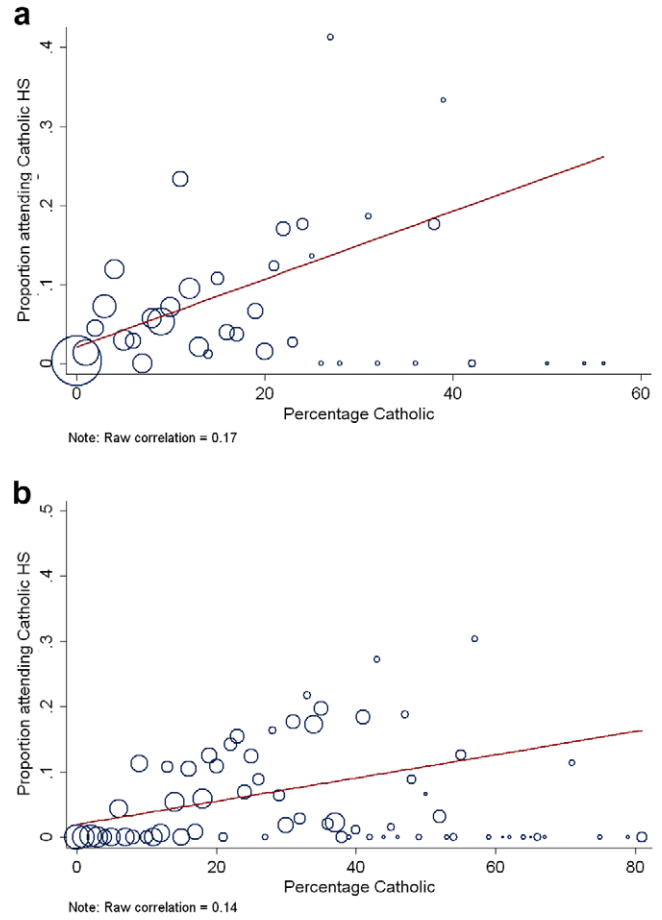 a
Proportion attending Catholic HS
.4
.3
.2
.1
0
0 20 40 60
Percentage Catholic
Note: Raw correlation = 0.17
b
Proportion attending Catholic HS
.5
.4
.3
.2
.1
0
0 20 40 60 80
Percentage Catholic
Note: Raw correlation = 0.14